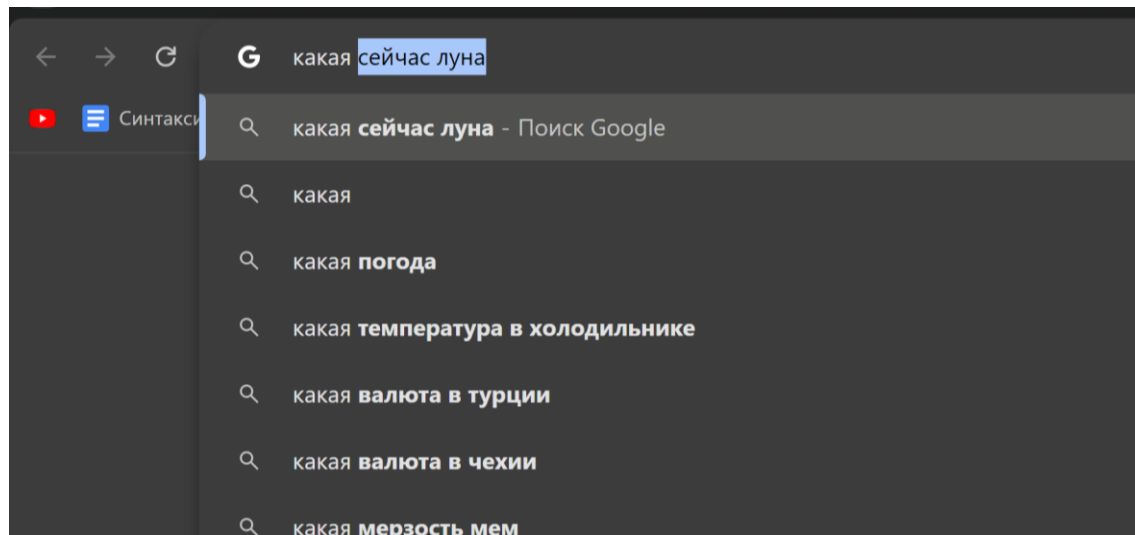 какая сейчас луна
Синтакси
какая сейчас луна - Поиск Google
какая
какая погода
какая температура в холодильнике
какая валюта в турции
какая валюта в чехии
какая мерзость мем